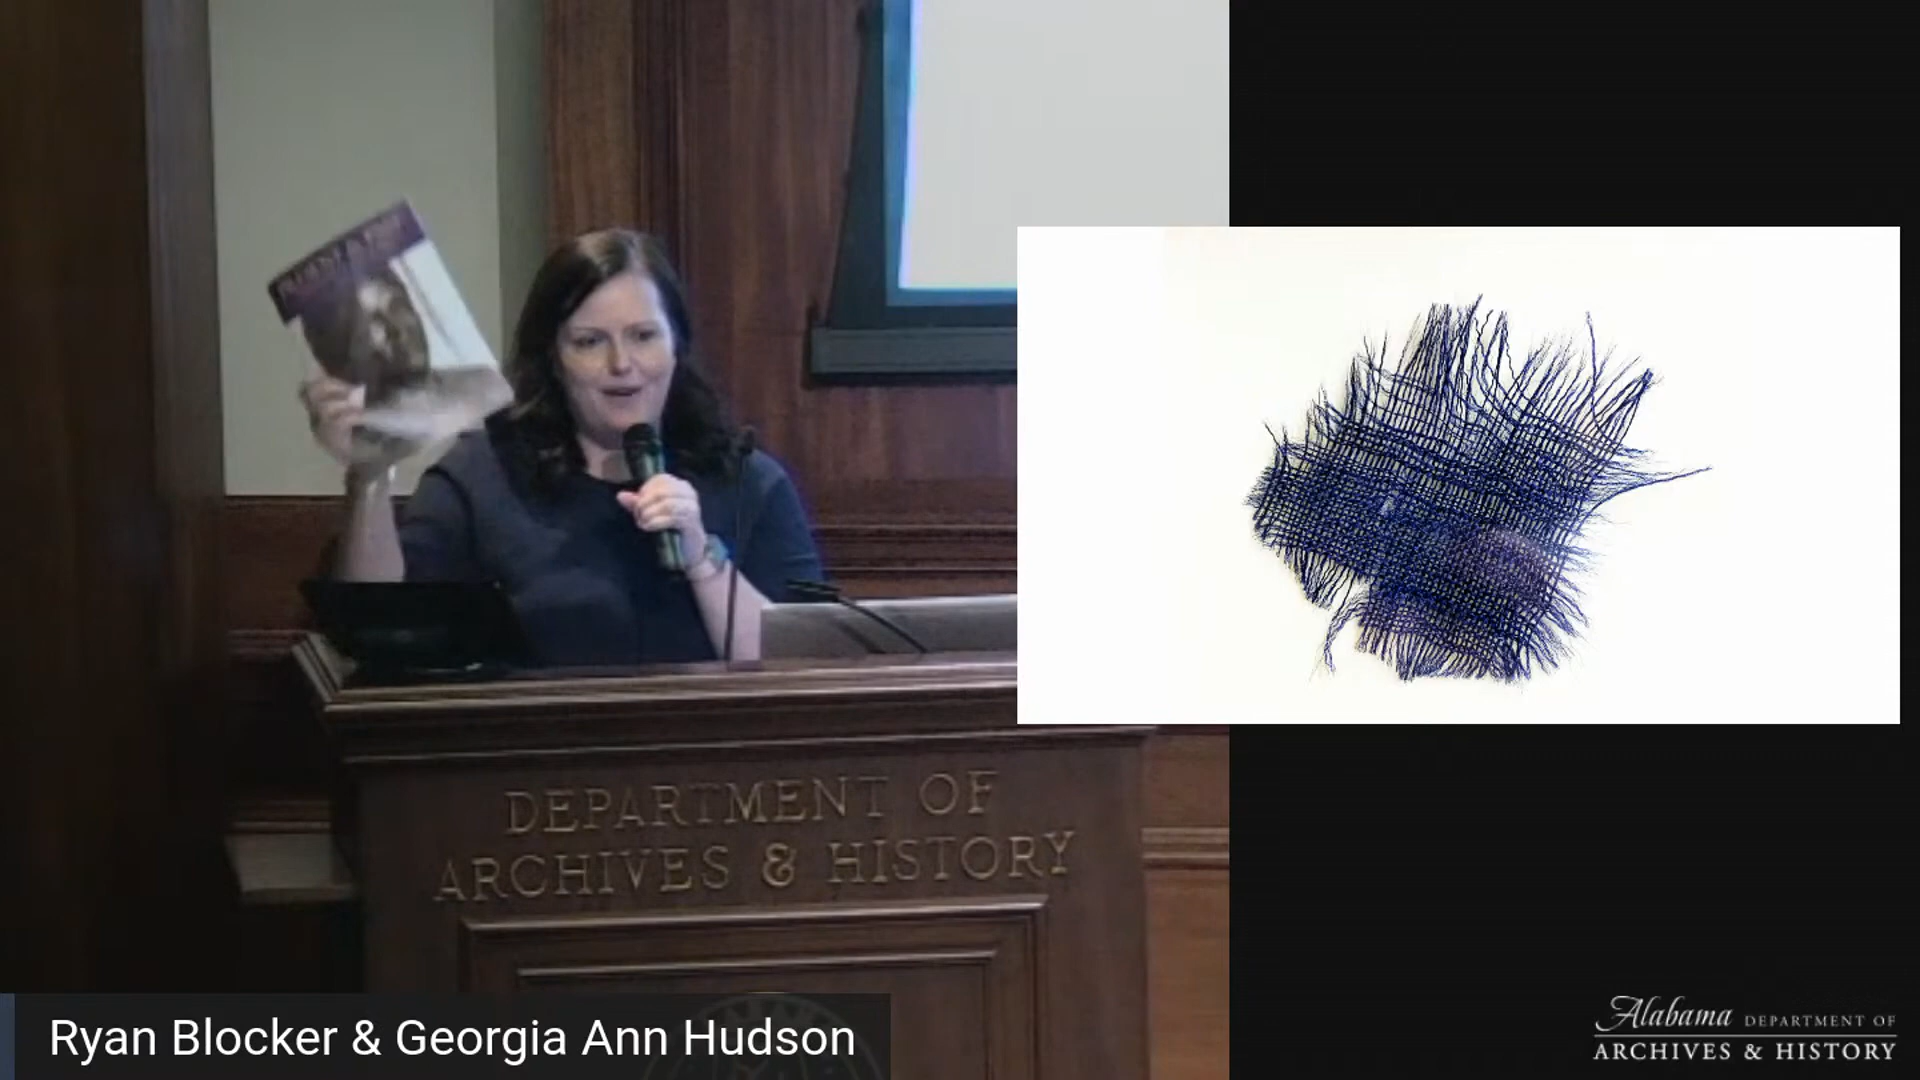 DEPARTMENT OF
ARCHIVES & HISTORY
Ryan Blocker & Georgia Ann Hudson
Alabama DEPARTMENT OF
ARCHIVES & HISTORY